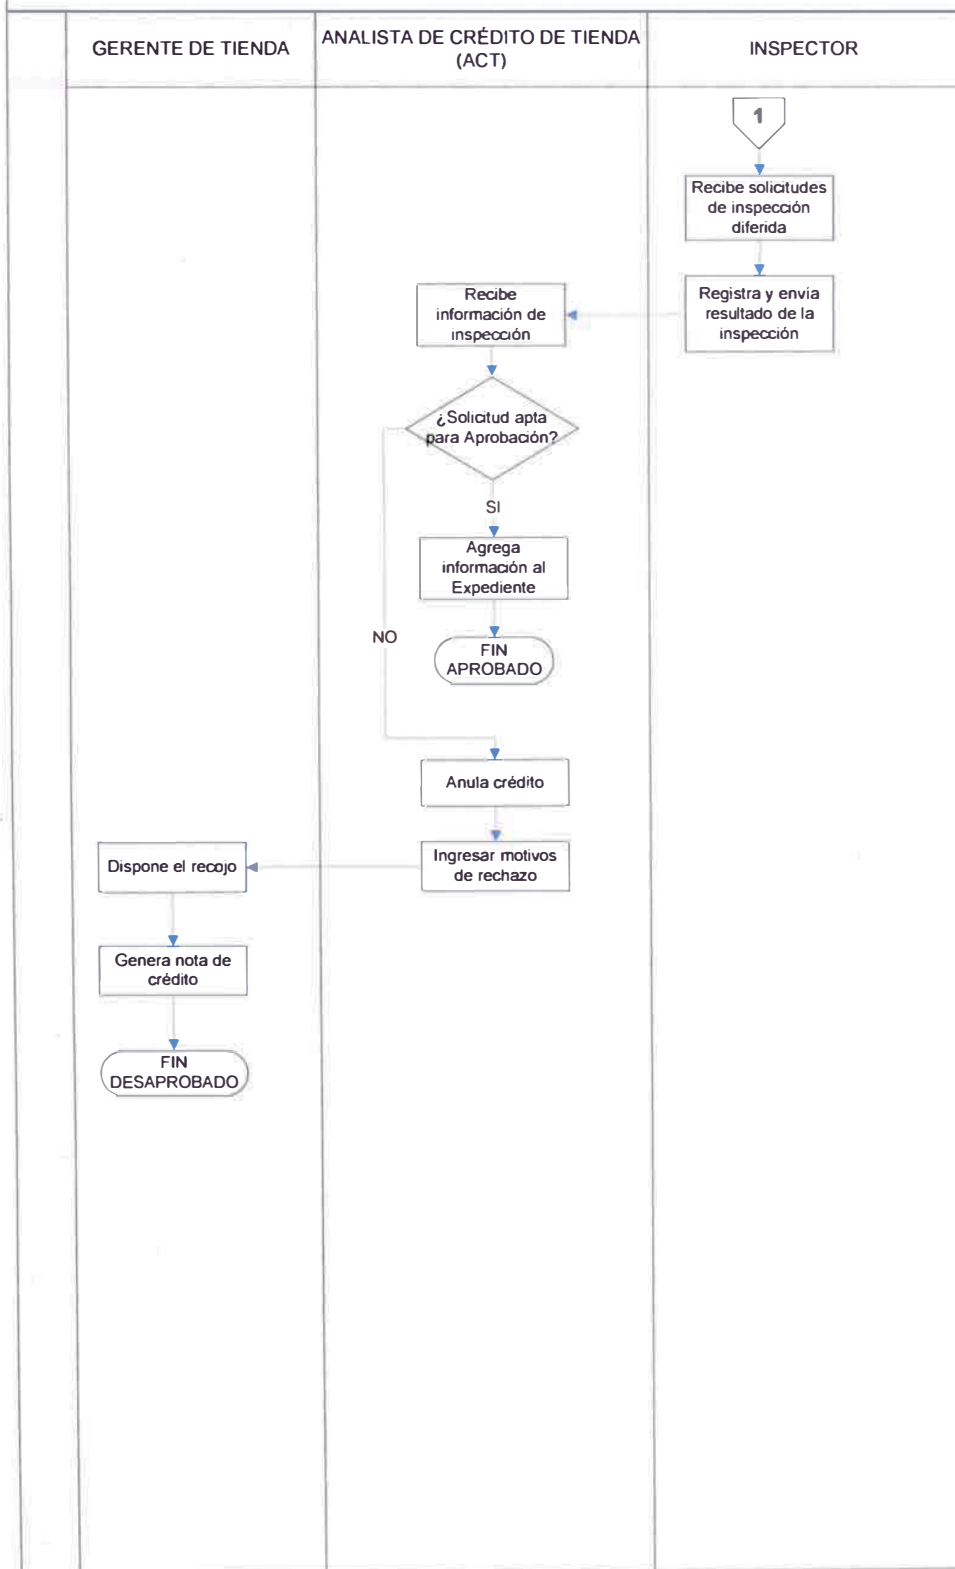 GERENTE DE TIENDA
ANALISTA DE CRÉDITO DE TIENDA
(ACT)
INSPECTOR
1
Recibe solicitudes
de inspección
diferida
Registra y envía
resultado de la
inspección
Recibe
información de
inspección
¿Solicitud apta
para Aprobación?
SI
Agrega
información al
Expediente
NO
FIN
APROBADO
Anula crédito
Ingresar motivos
de rechazo
Dispone el recojo
Genera nota de
crédito
FIN
DESAPROBADO